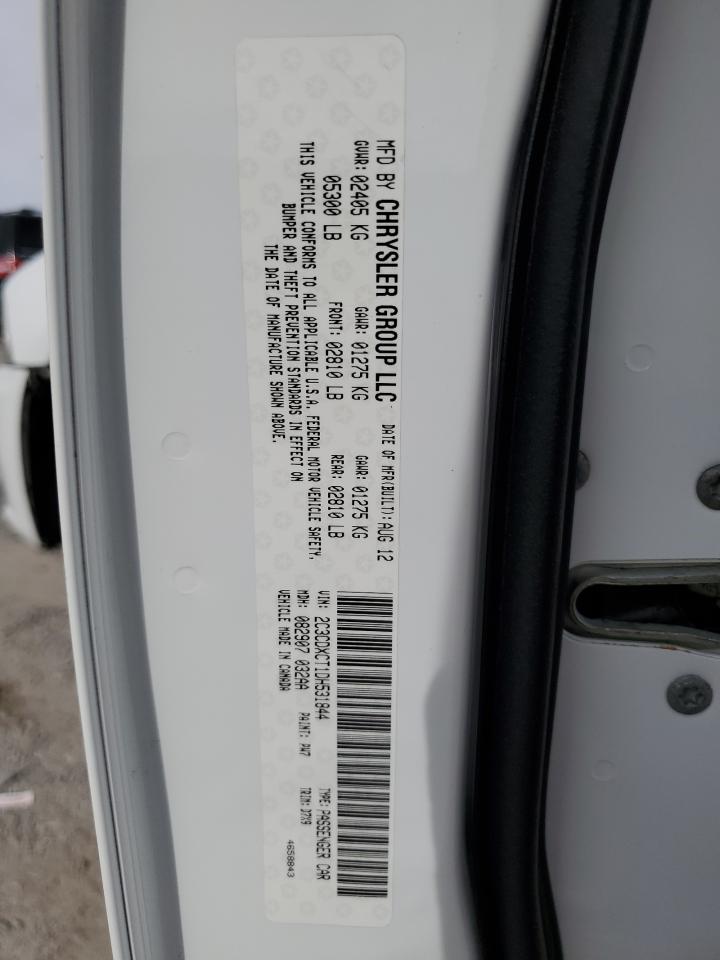 MFD BY CHRYSLER GROUP LLC DATE OF MFR(BUILT): AUG 12
GVWR: 02405 KG GAWR: 01275 KG GAWR: 01275 KG
05300 LB FRONT: 02810 LB REAR: 02810 LB
THIS VEHICLE CONFORMS TO ALL APPLICABLE U.S.A. FEDERAL MOTOR VEHICLE SAFETY,
BUMPER AND THEFT PREVENTION STANDARDS IN EFFECT ON
THE DATE OF MANUFACTURE SHOWN ABOVE.
VIN: 2C3CDXCT1DH531844 TYPE: PASSENGER CAR
MDH: 082907 032AA PAINT: PW7 TRIM: D7X9
VEHICLE MADE IN CANADA 4658843